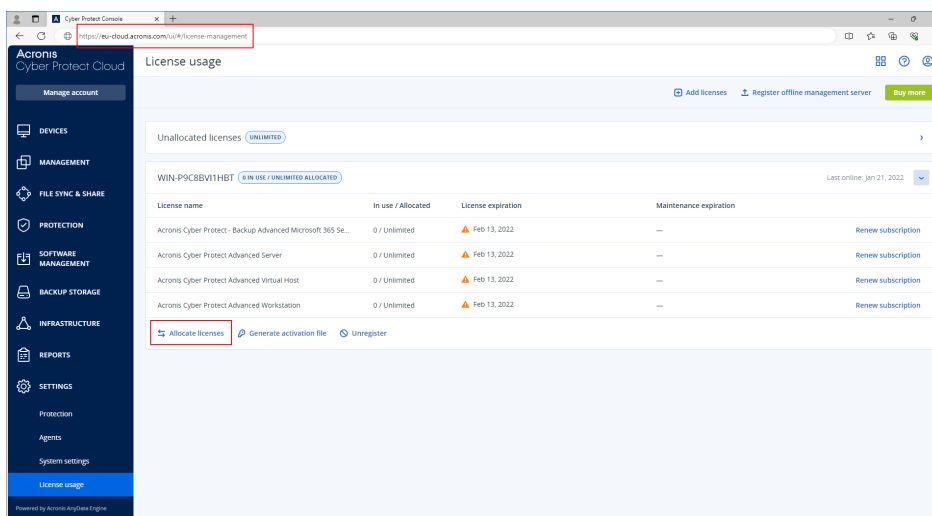 Cyber Protect Console
https://eu-cloud.acronis.com/ui/#/license-management
Acronis
Cyber Protect Cloud
Manage account
DEVICES
MANAGEMENT
FILE SYNC & SHARE
PROTECTION
SOFTWARE
MANAGEMENT
BACKUP STORAGE
INFRASTRUCTURE
REPORTS
SETTINGS
Protection
Agents
System settings
License usage
Powered by Acronis AnyData Engine
License usage
Add licenses Register offline management server Buy more
Unallocated licenses UNLIMITED
WIN-P9C8BVI1HBT 0 IN USE / UNLIMITED ALLOCATED Last online: Jan 21, 2022
License name In use / Allocated License expiration Maintenance expiration
Acronis Cyber Protect - Backup Advanced Microsoft 365 Se... 0 / Unlimited Feb 13, 2022 — Renew subscription
Acronis Cyber Protect Advanced Server 0 / Unlimited Feb 13, 2022 — Renew subscription
Acronis Cyber Protect Advanced Virtual Host 0 / Unlimited Feb 13, 2022 — Renew subscription
Acronis Cyber Protect Advanced Workstation 0 / Unlimited Feb 13, 2022 — Renew subscription
Allocate licenses Generate activation file Unregister